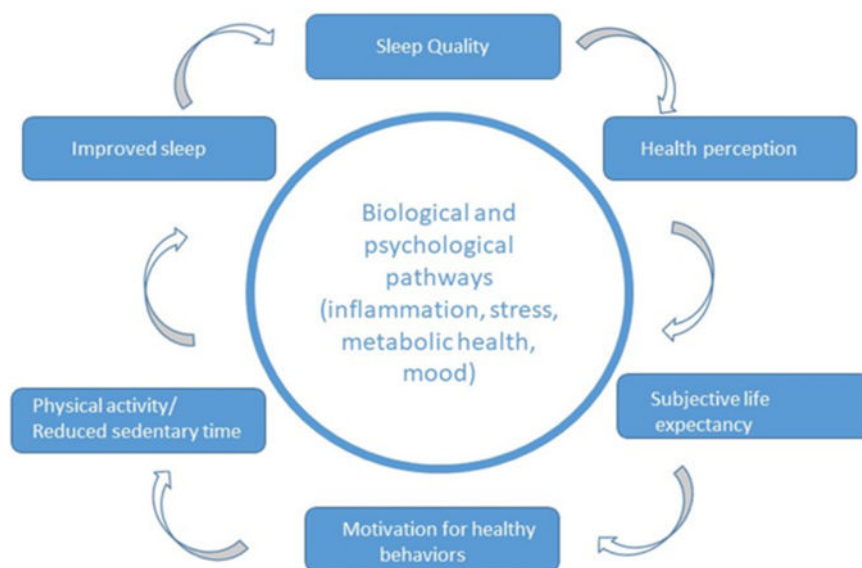 Sleep Quality
Improved sleep
Health perception
Biological and
psychological
pathways
(inflammation, stress,
metabolic health,
mood)
Physical activity/
Reduced sedentary time
Subjective life
expectancy
Motivation for healthy
behaviors